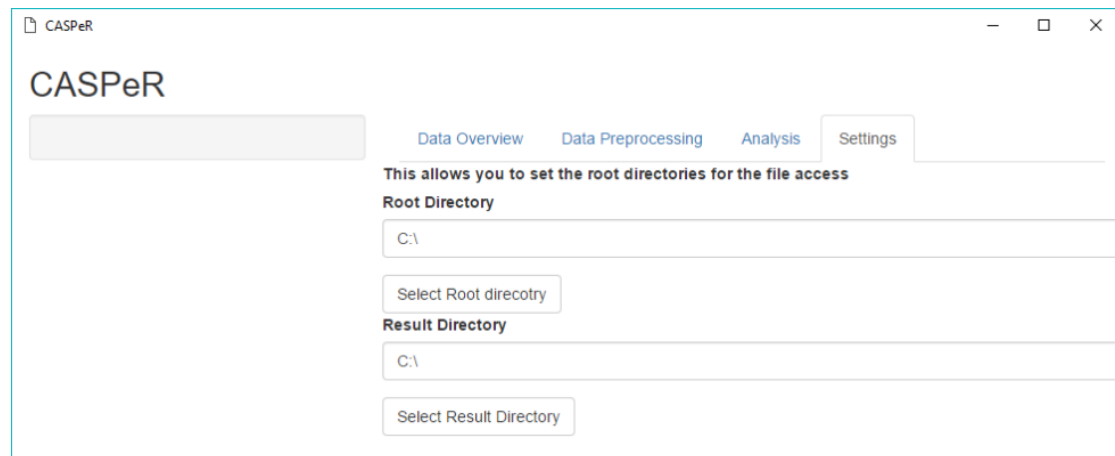 CASPeR
CASPeR
Data Overview Data Preprocessing Analysis Settings
This allows you to set the root directories for the file access
Root Directory
C:\
Select Root direcotry
Result Directory
C:\
Select Result Directory